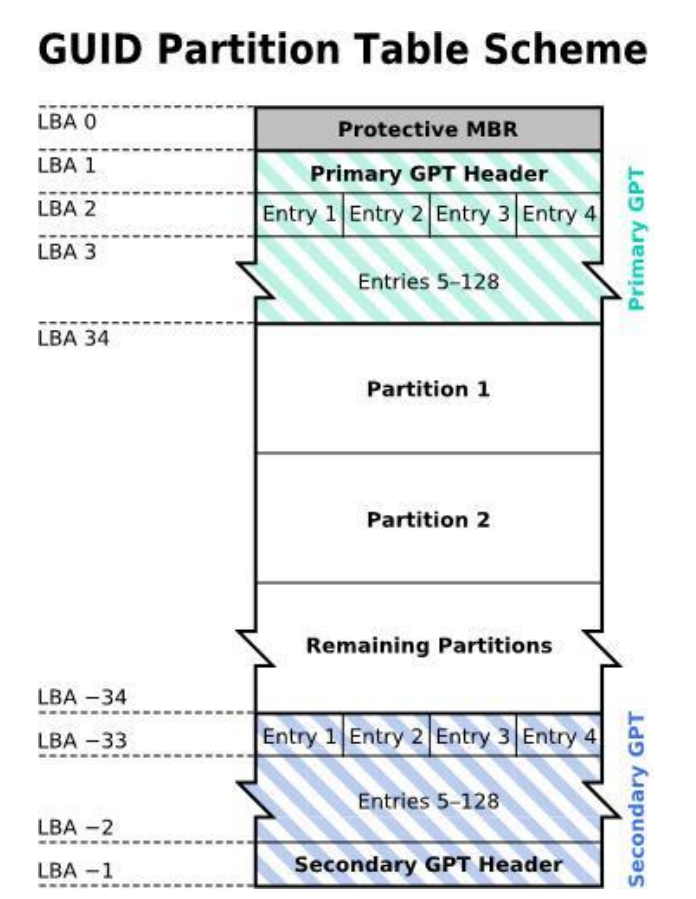 GUID Partition Table Scheme
LBA 0
Protective MBR
LBA 1
Primary GPT Header
LBA 2
Entry 1 Entry 2 Entry 3 Entry 4
LBA 3
Entries 5–128
Primary GPT
LBA 34
Partition 1
Partition 2
Remaining Partitions
LBA −34
LBA −33
Entry 1 Entry 2 Entry 3 Entry 4
Entries 5–128
LBA −2
LBA −1
Secondary GPT Header
Secondary GPT